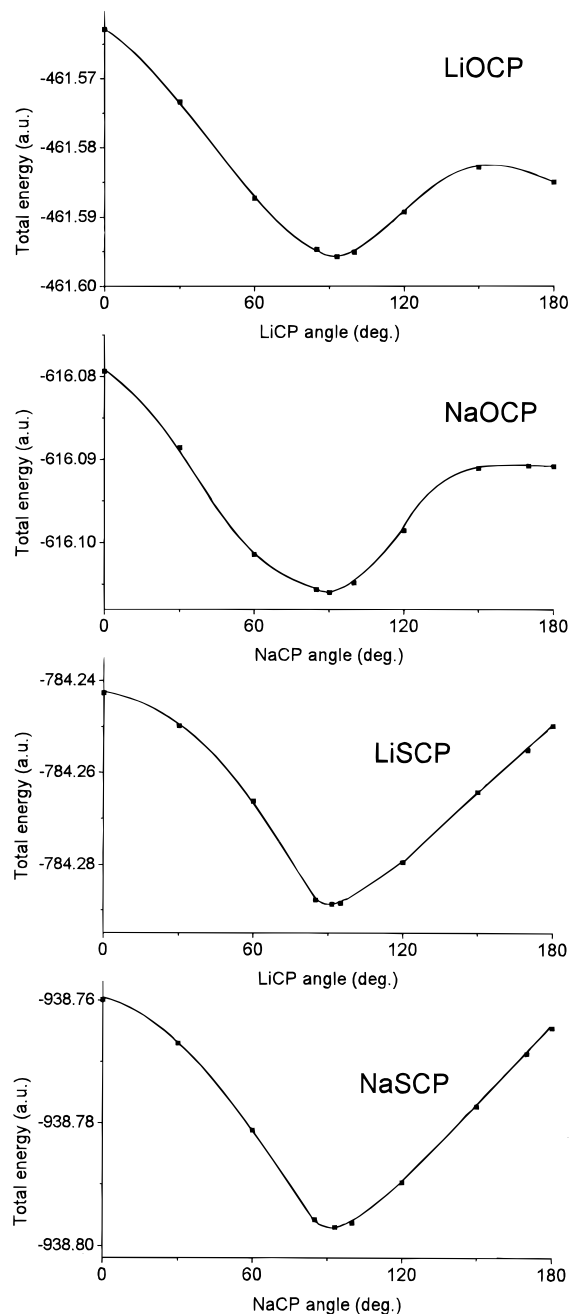 LiOCP
Total energy (a.u.)
-461.57
-461.58
-461.59
-461.60
0 60 120 180
LiCP angle (deg.)
NaOCP
Total energy (a.u.)
-616.08
-616.09
-616.10
0 60 120 180
NaCP angle (deg.)
LiSCP
Total energy (a.u.)
-784.24
-784.26
-784.28
0 60 120 180
LiCP angle (deg.)
NaSCP
Total energy (a.u.)
-938.76
-938.78
-938.80
0 60 120 180
NaCP angle (deg.)